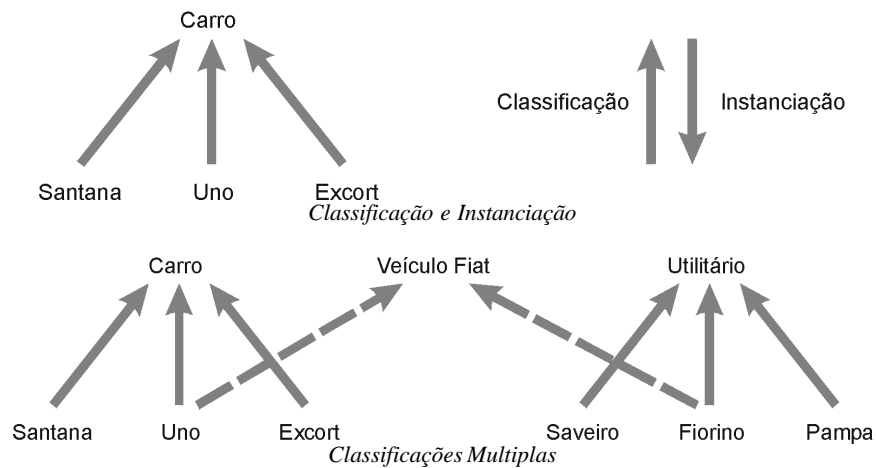 Carro
Classificação Instanciação
Santana Uno Excort
Classificação e Instanciação
Carro Veículo Fiat Utilitário
Santana Uno Excort Saveiro Fiorino Pampa
Classificações Multiplas